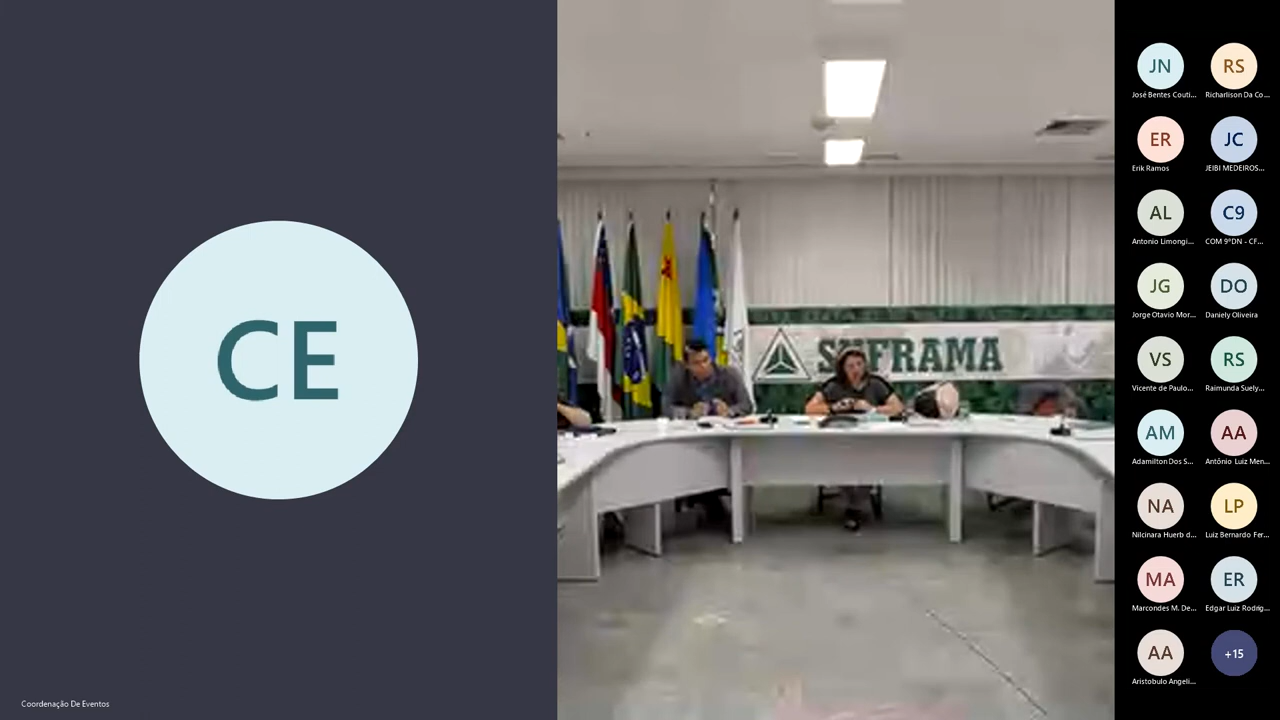 CE
Coordenação De Eventos
SUFRAMA
JN
José Bentes Couti...
RS
Richarlison Da Co...
ER
Erik Ramos
JC
JEIBI MEDEIROS...
AL
Antonio Limongi...
C9
COM 9ºDN - CF...
JG
Jorge Otavio Mor...
DO
Daniely Oliveira
VS
Vicente de Paulo...
RS
Raimunda Suely...
AM
Adamilton Dos S...
AA
Antônio Luiz Men...
NA
Nilcinara Huerb d...
LP
Luiz Bernardo Fer...
MA
Marcondes M. De...
ER
Edgar Luiz Rodrig...
AA
Aristobulo Angeli...
+15